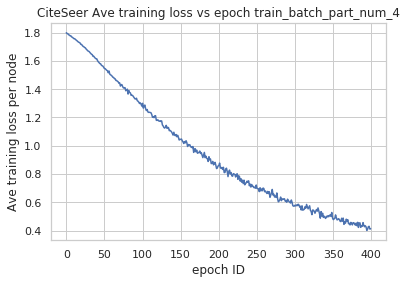 CiteSeer Ave training loss vs epoch train_batch_part_num_4
1.8
1.6
1.4
1.2
1.0
0.8
0.6
0.4
Ave training loss per node
0 50 100 150 200 250 300 350 400
epoch ID